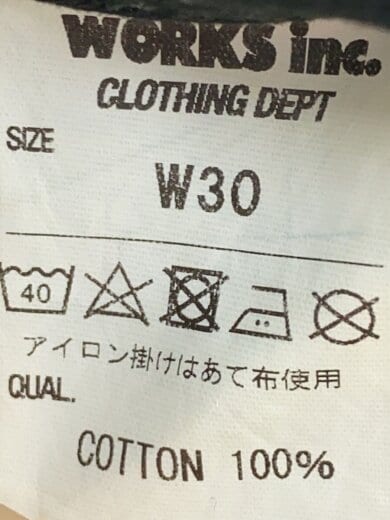 WORKS inc.
CLOTHING DEPT
SIZE
W30
40
アイロン掛けはあて布使用
QUAL.
COTTON 100%